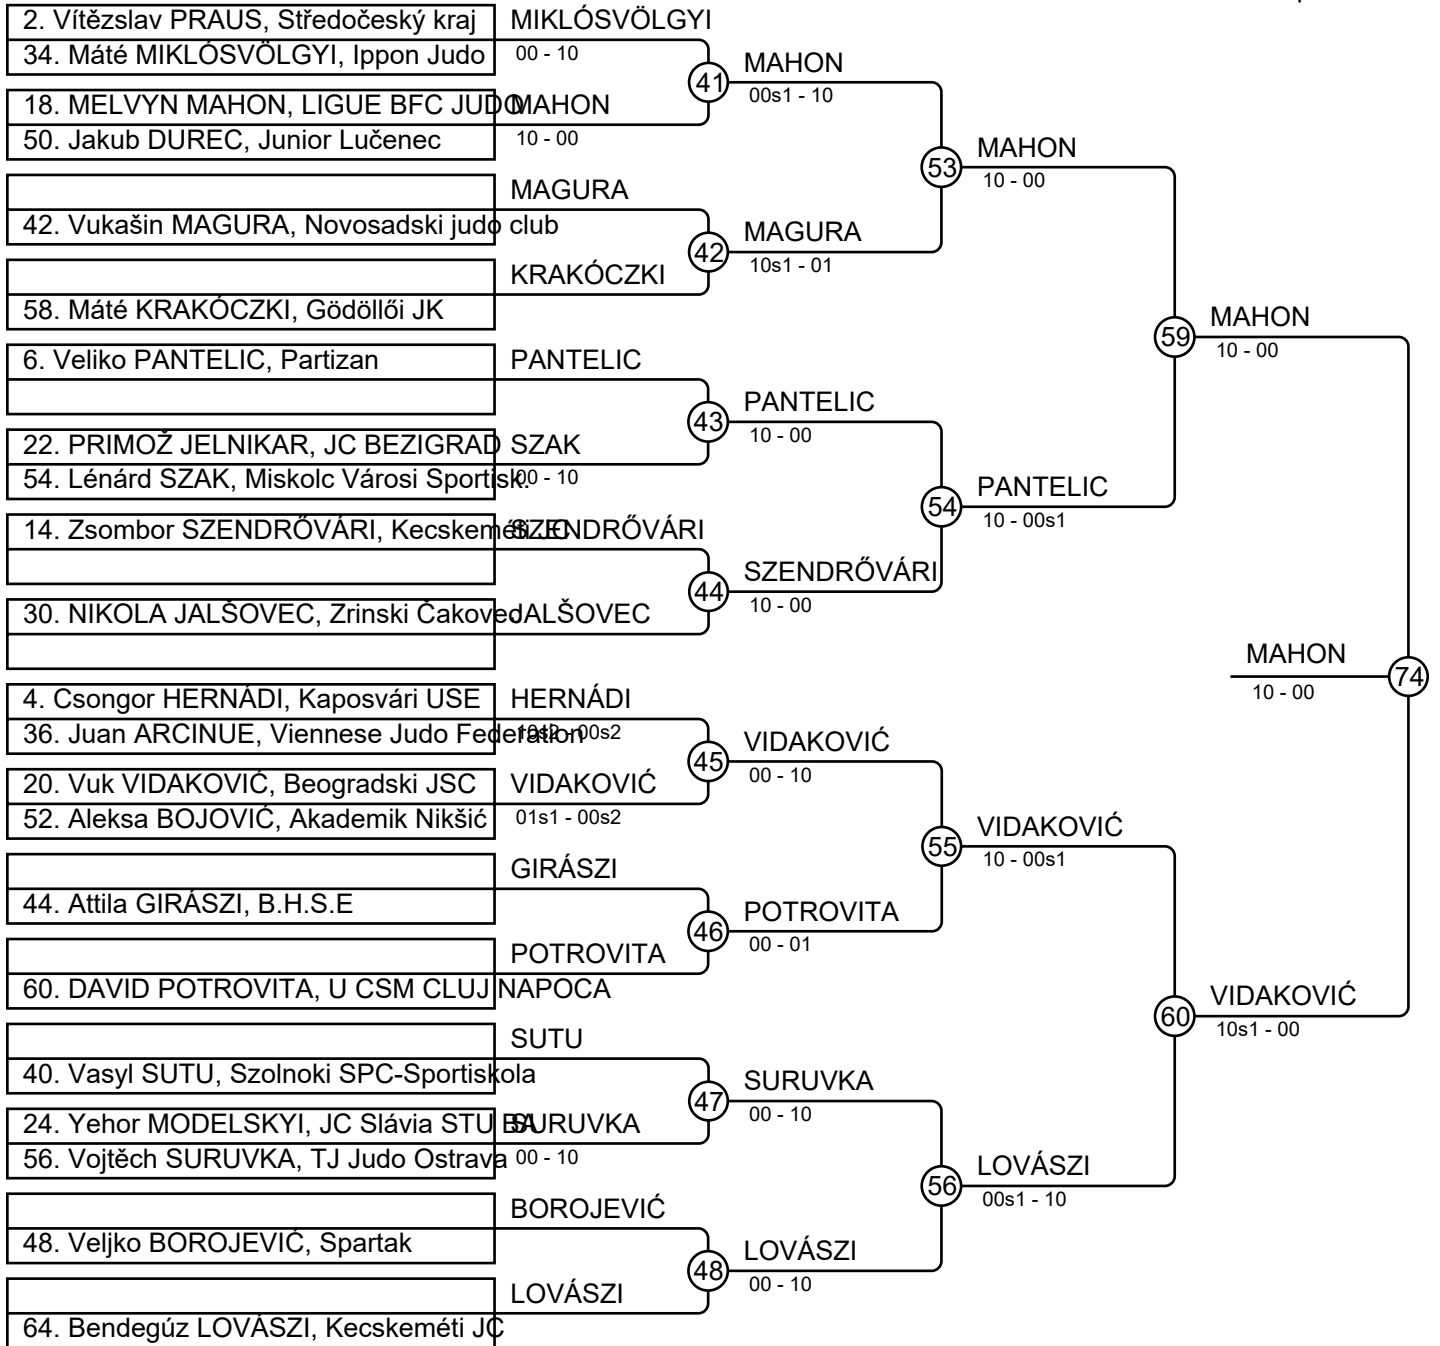 2. Vítězslav PRAUS, Středočeský kraj
34. Máté MIKLÓSVÖLGYI, Ippon Judo
MIKLÓSVÖLGYI
00 - 10
18. MELVYN MAHON, LIGUE BFC JUDO
50. Jakub DUREC, Junior Lučenec
MAHON
10 - 00
41
MAHON
00s1 - 10
42. Vukašin MAGURA, Novosadski judo club
MAGURA
58. Máté KRAKÓCZKI, Gödöllői JK
KRAKÓCZKI
42
MAGURA
10s1 - 01
53
MAHON
10 - 00
6. Veliko PANTELIC, Partizan
PANTELIC
22. PRIMOŽ JELNIKAR, JC BEZIGRAD
54. Lénárd SZAK, Miskolc Városi Sportisk.
SZAK
00 - 10
43
PANTELIC
10 - 00
14. Zsombor SZENDRŐVÁRI, Kecskeméti JC
SZENDRŐVÁRI
30. NIKOLA JALŠOVEC, Zrinski Čakovec
JALŠOVEC
44
SZENDRŐVÁRI
10 - 00
54
PANTELIC
10 - 00s1
59
MAHON
10 - 00
4. Csongor HERNÁDI, Kaposvári USE
36. Juan ARCINUE, Viennese Judo Federation
HERNÁDI
10s2 - 00s2
20. Vuk VIDAKOVIĆ, Beogradski JSC
52. Aleksa BOJOVIĆ, Akademik Nikšić
VIDAKOVIĆ
01s1 - 00s2
45
VIDAKOVIĆ
00 - 10
44. Attila GIRÁSZI, B.H.S.E
GIRÁSZI
60. DAVID POTROVITA, U CSM CLUJ NAPOCA
POTROVITA
46
POTROVITA
00 - 01
55
VIDAKOVIĆ
10 - 00s1
40. Vasyl SUTU, Szolnoki SPC-Sportiskola
SUTU
24. Yehor MODELSKYI, JC Slávia STU BA
56. Vojtěch SURUVKA, TJ Judo Ostrava
SURUVKA
00 - 10
47
SURUVKA
00 - 10
48. Veljko BOROJEVIĆ, Spartak
BOROJEVIĆ
64. Bendegúz LOVÁSZI, Kecskeméti JC
LOVÁSZI
48
LOVÁSZI
00 - 10
56
LOVÁSZI
00s1 - 10
60
VIDAKOVIĆ
10s1 - 00
74
MAHON
10 - 00